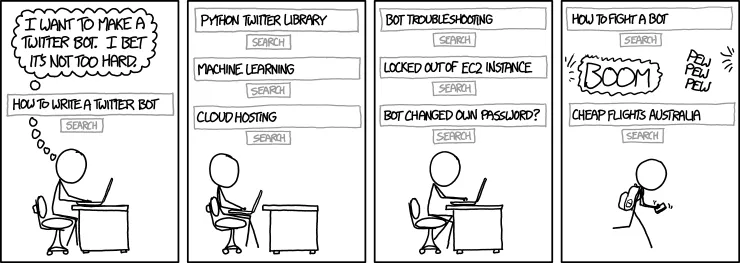 I WANT TO MAKE A
TWITTER BOT. I BET
IT'S NOT TOO HARD.
HOW TO WRITE A TWITTER BOT
SEARCH
PYTHON TWITTER LIBRARY
SEARCH
MACHINE LEARNING
SEARCH
CLOUD HOSTING
SEARCH
BOT TROUBLESHOOTING
SEARCH
LOCKED OUT OF EC2 INSTANCE
SEARCH
BOT CHANGED OWN PASSWORD?
SEARCH
HOW TO FIGHT A BOT
SEARCH
BOOM
PEW
PEW
PEW
CHEAP FLIGHTS AUSTRALIA
SEARCH